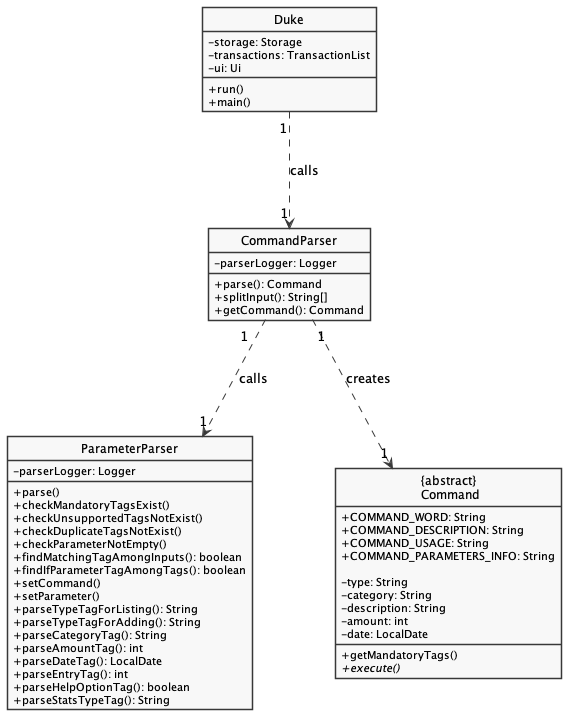 Duke
-storage: Storage
-transactions: TransactionList
-ui: Ui
+run()
+main()
1
calls
1
CommandParser
-parserLogger: Logger
+parse(): Command
+splitInput(): String[]
+getCommand(): Command
1
1
calls
creates
1
1
ParameterParser
-parserLogger: Logger
+parse()
+checkMandatoryTagsExist()
+checkUnsupportedTagsNotExist()
+checkDuplicateTagsNotExist()
+checkParameterNotEmpty()
+findMatchingTagAmongInputs(): boolean
+findIfParameterTagAmongTags(): boolean
+setCommand()
+setParameter()
+parseTypeTagForListing(): String
+parseTypeTagForAdding(): String
+parseCategoryTag(): String
+parseAmountTag(): int
+parseDateTag(): LocalDate
+parseEntryTag(): int
+parseHelpOptionTag(): boolean
+parseStatsTypeTag(): String
{abstract}
Command
+COMMAND_WORD: String
+COMMAND_DESCRIPTION: String
+COMMAND_USAGE: String
+COMMAND_PARAMETERS_INFO: String
-type: String
-category: String
-description: String
-amount: int
-date: LocalDate
+getMandatoryTags()
+execute()